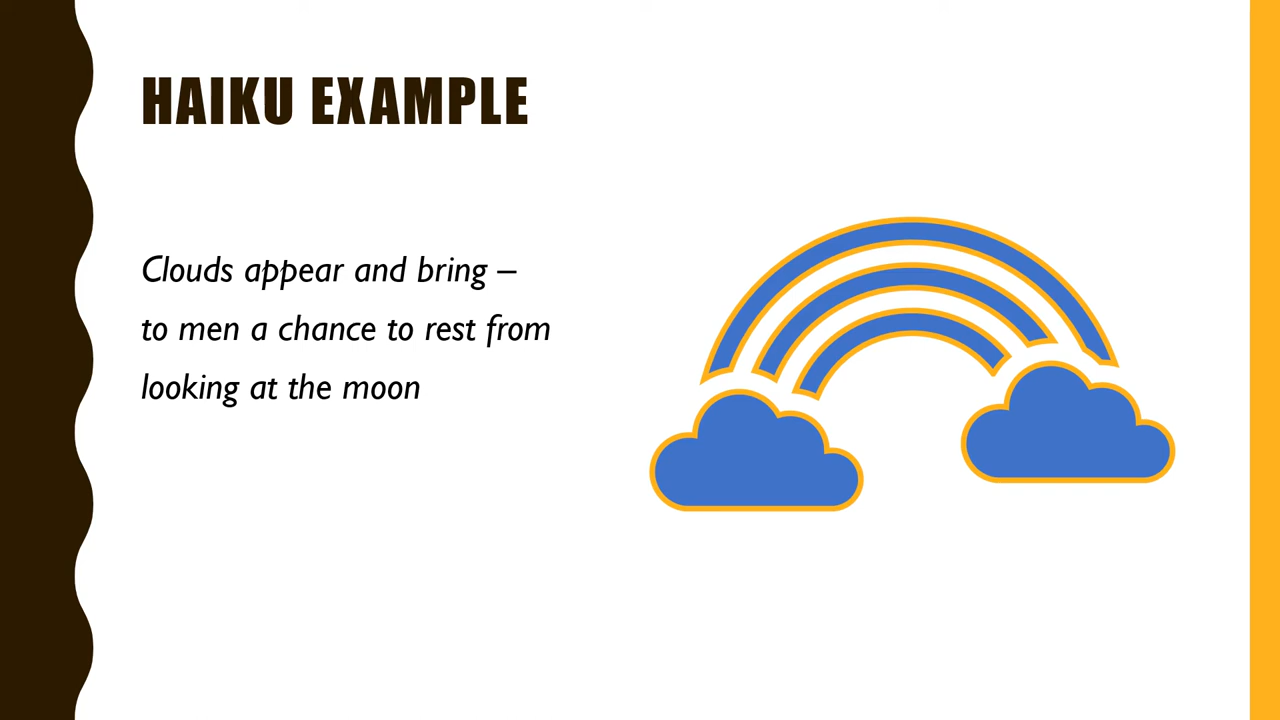 HAIKU EXAMPLE
Clouds appear and bring –
to men a chance to rest from
looking at the moon